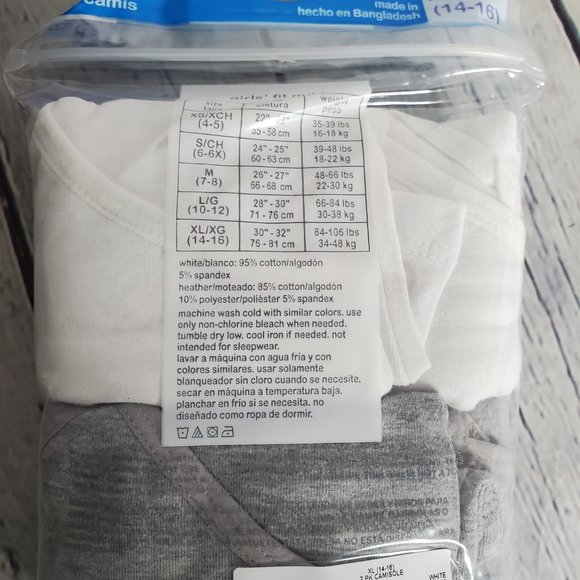 camis
made in
hecho en Bangladesh
(14-16)
girls' fit
size cintura weight
talla peso
XS/XCH
(4-5) 55 - 58 cm 35-39 lbs
16-18 kg
S/CH
(6-6X) 24" - 25"
60 - 63 cm 39-48 lbs
18-22 kg
M
(7-8) 26" - 27"
66 - 68 cm 48-66 lbs
22-30 kg
L/G
(10-12) 28" - 30"
71 - 76 cm 66-84 lbs
30-38 kg
XL/XG
(14-16) 30" - 32"
76 - 81 cm 84-106 lbs
34-48 kg
white/blanco: 95% cotton/algodón
5% spandex
heather/moteado: 85% cotton/algodón
10% polyester/poliéster 5% spandex
machine wash cold with similar colors. use
only non-chlorine bleach when needed.
tumble dry low. cool iron if needed. not
intended for sleepwear.
lavar a máquina con agua fría y con
colores similares. usar solamente
blanqueador sin cloro cuando se necesite.
secar en máquina a temperatura baja.
planchar en frío si se necesita. no
diseñado como ropa de dormir.
XL (14-16)
2 PK CAMISOLE
WHITE